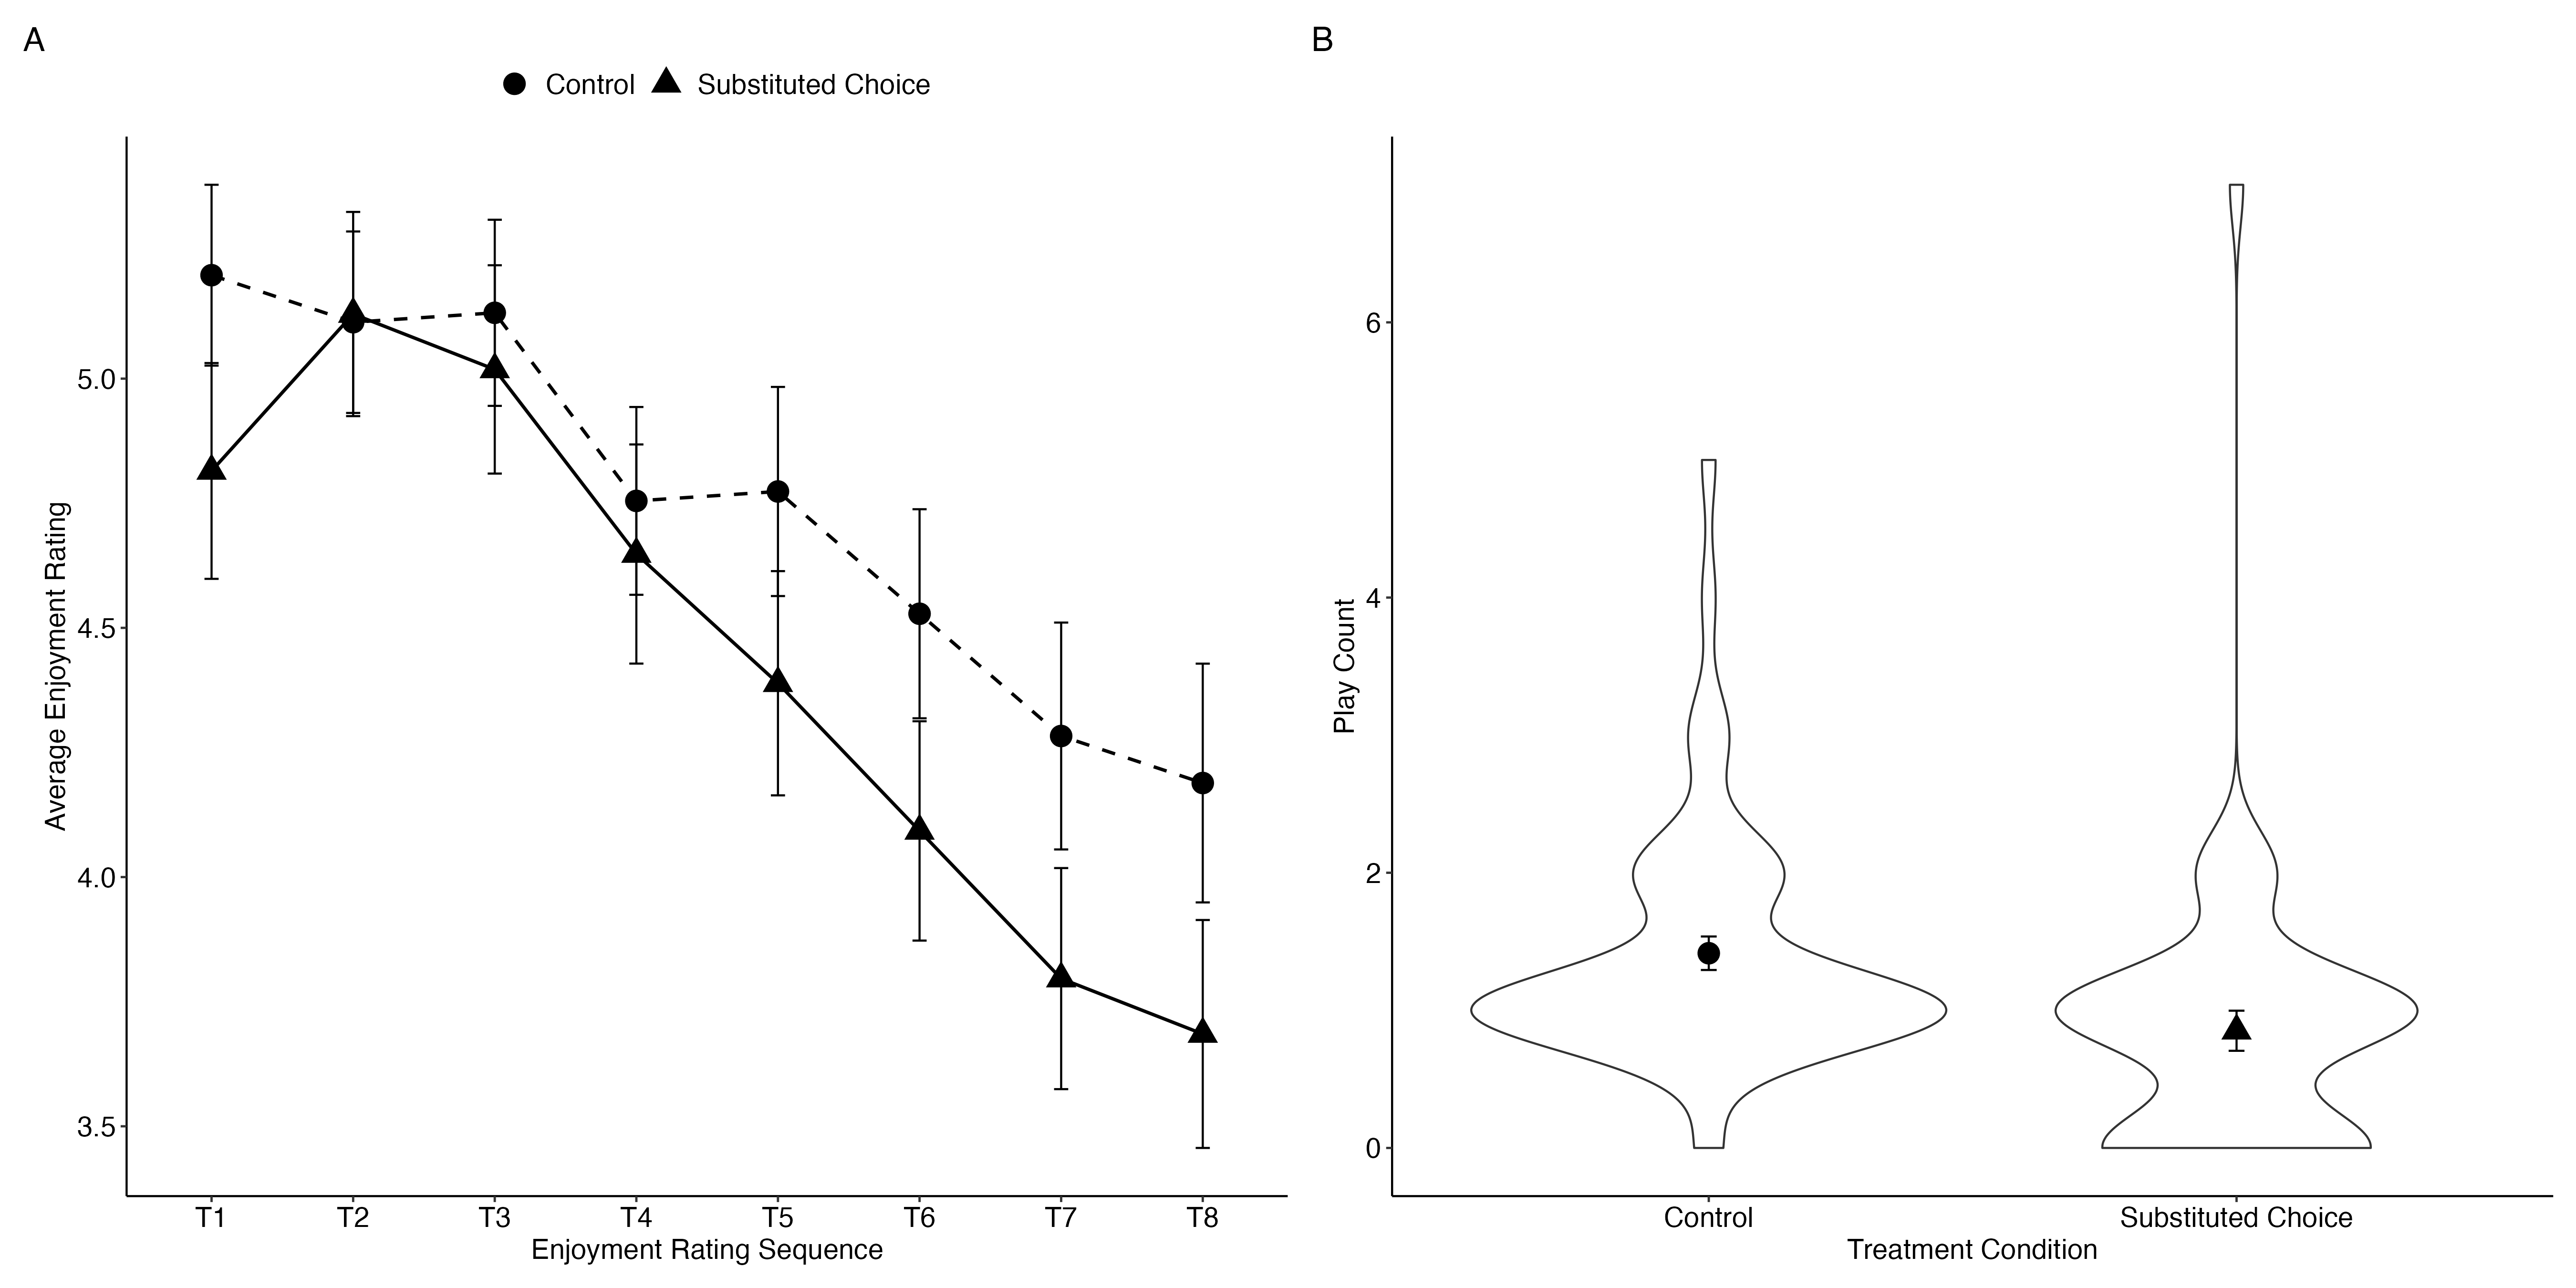 A
Control
Substituted Choice
Average Enjoyment Rating
5.0
4.5
4.0
3.5
T1 T2 T3 T4 T5 T6 T7 T8
Enjoyment Rating Sequence
B
Play Count
6
4
2
0
Control
Substituted Choice
Treatment Condition